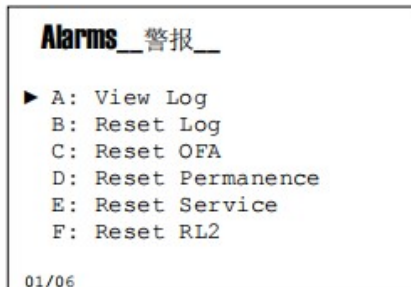 Alarms__警报__
► A: View Log
B: Reset Log
C: Reset OFA
D: Reset Permanence
E: Reset Service
F: Reset RL2
01/06